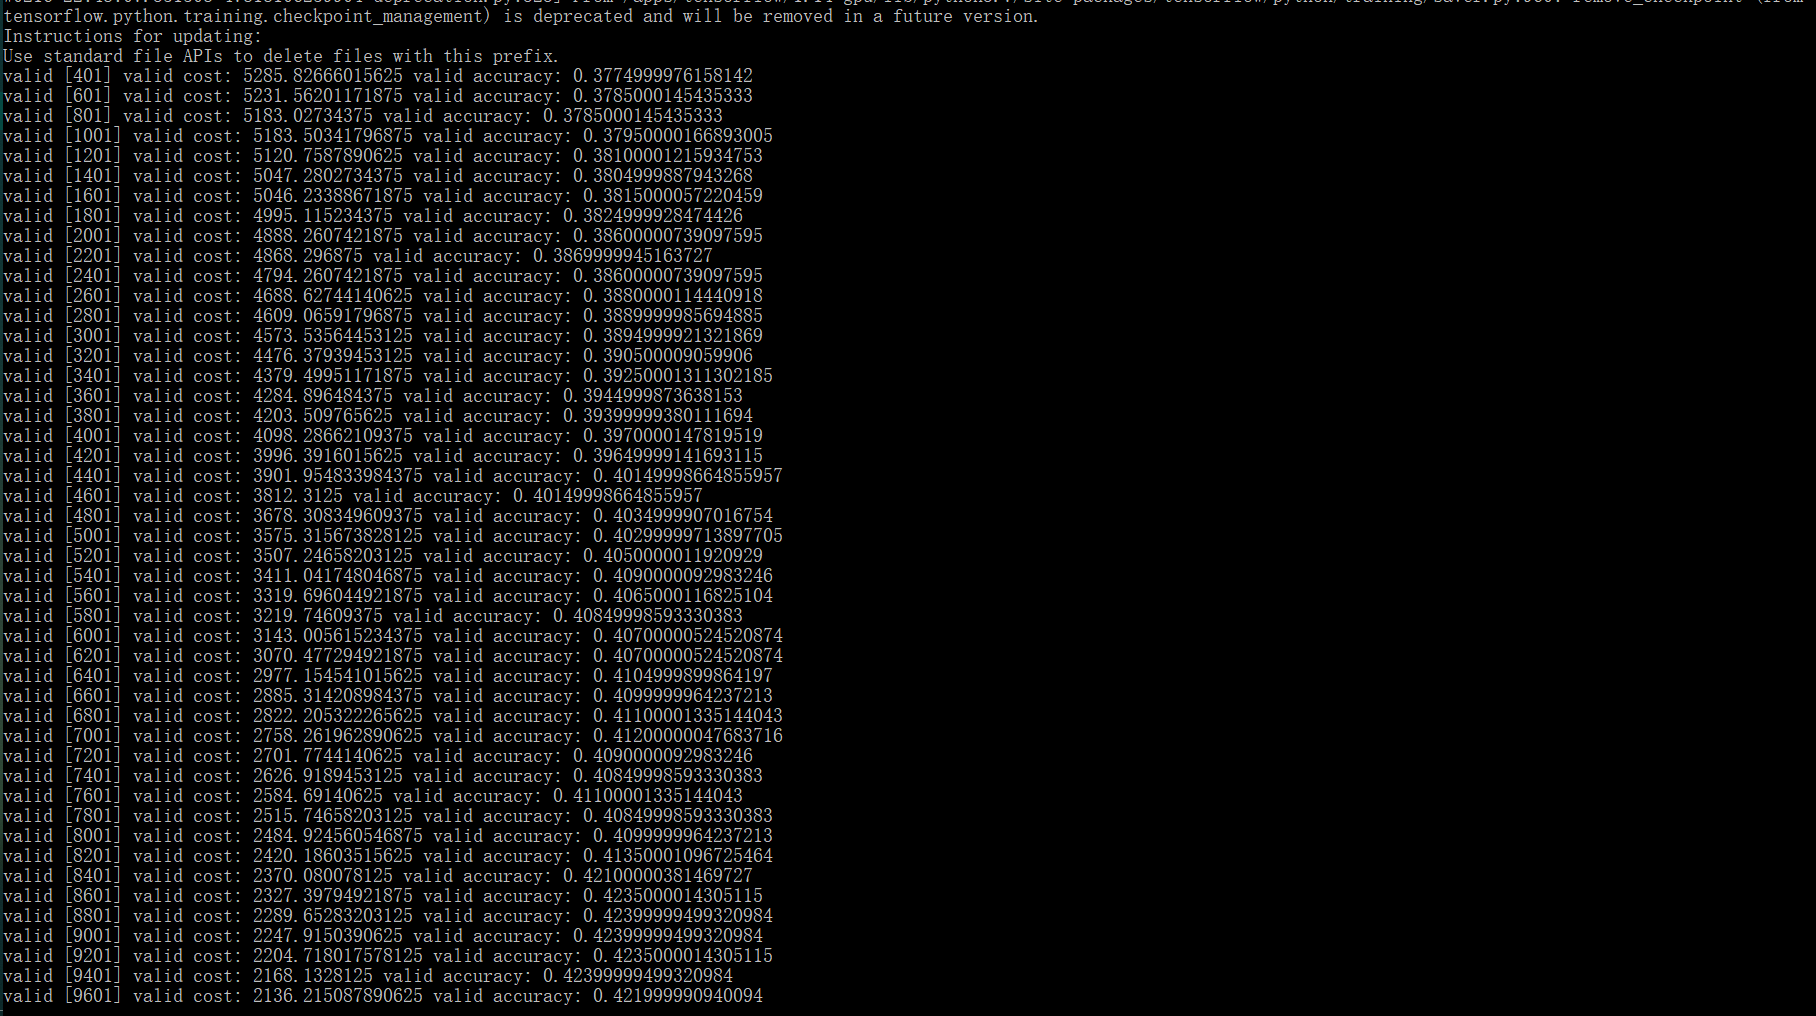 tensorflow.python.training.checkpoint_management) is deprecated and will be removed in a future version.
Instructions for updating:
Use standard file APIs to delete files with this prefix.
valid [401] valid cost: 5285.82666015625 valid accuracy: 0.3774999976158142
valid [601] valid cost: 5231.56201171875 valid accuracy: 0.3785000145435333
valid [801] valid cost: 5183.02734375 valid accuracy: 0.3785000145435333
valid [1001] valid cost: 5183.50341796875 valid accuracy: 0.37950000166893005
valid [1201] valid cost: 5120.7587890625 valid accuracy: 0.38100001215934753
valid [1401] valid cost: 5047.2802734375 valid accuracy: 0.3804999887943268
valid [1601] valid cost: 5046.23388671875 valid accuracy: 0.3815000057220459
valid [1801] valid cost: 4995.115234375 valid accuracy: 0.3824999928474426
valid [2001] valid cost: 4888.2607421875 valid accuracy: 0.38600000739097595
valid [2201] valid cost: 4868.296875 valid accuracy: 0.3869999945163727
valid [2401] valid cost: 4794.2607421875 valid accuracy: 0.38600000739097595
valid [2601] valid cost: 4688.62744140625 valid accuracy: 0.3880000114440918
valid [2801] valid cost: 4609.06591796875 valid accuracy: 0.3889999985694885
valid [3001] valid cost: 4573.53564453125 valid accuracy: 0.3894999921321869
valid [3201] valid cost: 4476.37939453125 valid accuracy: 0.390500009059906
valid [3401] valid cost: 4379.49951171875 valid accuracy: 0.39250001311302185
valid [3601] valid cost: 4284.896484375 valid accuracy: 0.3944999873638153
valid [3801] valid cost: 4203.509765625 valid accuracy: 0.39399999380111694
valid [4001] valid cost: 4098.28662109375 valid accuracy: 0.3970000147819519
valid [4201] valid cost: 3996.3916015625 valid accuracy: 0.39649999141693115
valid [4401] valid cost: 3901.954833984375 valid accuracy: 0.40149998664855957
valid [4601] valid cost: 3812.3125 valid accuracy: 0.40149998664855957
valid [4801] valid cost: 3678.308349609375 valid accuracy: 0.4034999907016754
valid [5001] valid cost: 3575.315673828125 valid accuracy: 0.40299999713897705
valid [5201] valid cost: 3507.24658203125 valid accuracy: 0.4050000011920929
valid [5401] valid cost: 3411.041748046875 valid accuracy: 0.4090000092983246
valid [5601] valid cost: 3319.696044921875 valid accuracy: 0.4065000116825104
valid [5801] valid cost: 3219.74609375 valid accuracy: 0.40849998593330383
valid [6001] valid cost: 3143.005615234375 valid accuracy: 0.40700000524520874
valid [6201] valid cost: 3070.477294921875 valid accuracy: 0.40700000524520874
valid [6401] valid cost: 2977.154541015625 valid accuracy: 0.4104999899864197
valid [6601] valid cost: 2885.314208984375 valid accuracy: 0.4099999964237213
valid [6801] valid cost: 2822.205322265625 valid accuracy: 0.41100001335144043
valid [7001] valid cost: 2758.261962890625 valid accuracy: 0.41200000047683716
valid [7201] valid cost: 2701.7744140625 valid accuracy: 0.4090000092983246
valid [7401] valid cost: 2626.9189453125 valid accuracy: 0.40849998593330383
valid [7601] valid cost: 2584.69140625 valid accuracy: 0.41100001335144043
valid [7801] valid cost: 2515.74658203125 valid accuracy: 0.40849998593330383
valid [8001] valid cost: 2484.924560546875 valid accuracy: 0.4099999964237213
valid [8201] valid cost: 2420.18603515625 valid accuracy: 0.41350001096725464
valid [8401] valid cost: 2370.080078125 valid accuracy: 0.42100000381469727
valid [8601] valid cost: 2327.39794921875 valid accuracy: 0.4235000014305115
valid [8801] valid cost: 2289.65283203125 valid accuracy: 0.42399999499320984
valid [9001] valid cost: 2247.9150390625 valid accuracy: 0.42399999499320984
valid [9201] valid cost: 2204.718017578125 valid accuracy: 0.4235000014305115
valid [9401] valid cost: 2168.1328125 valid accuracy: 0.42399999499320984
valid [9601] valid cost: 2136.215087890625 valid accuracy: 0.421999990940094